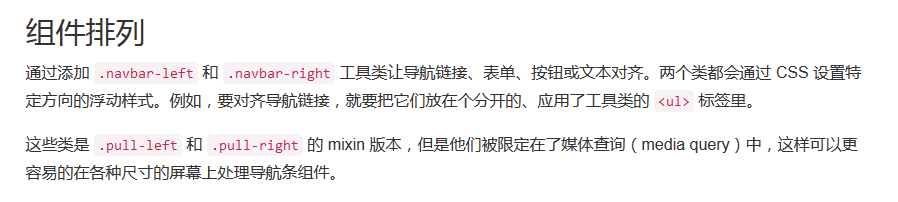 组件排列
通过添加 .navbar-left 和 .navbar-right 工具类让导航链接、表单、按钮或文本对齐。两个类都会通过 CSS 设置特
定方向的浮动样式。例如，要对齐导航链接，就要把它们放在个分开的、应用了工具类的 <ul> 标签里。
这些类是 .pull-left 和 .pull-right 的 mixin 版本，但是他们被限定在了媒体查询（media query）中，这样可以更
容易的在各种尺寸的屏幕上处理导航条组件。